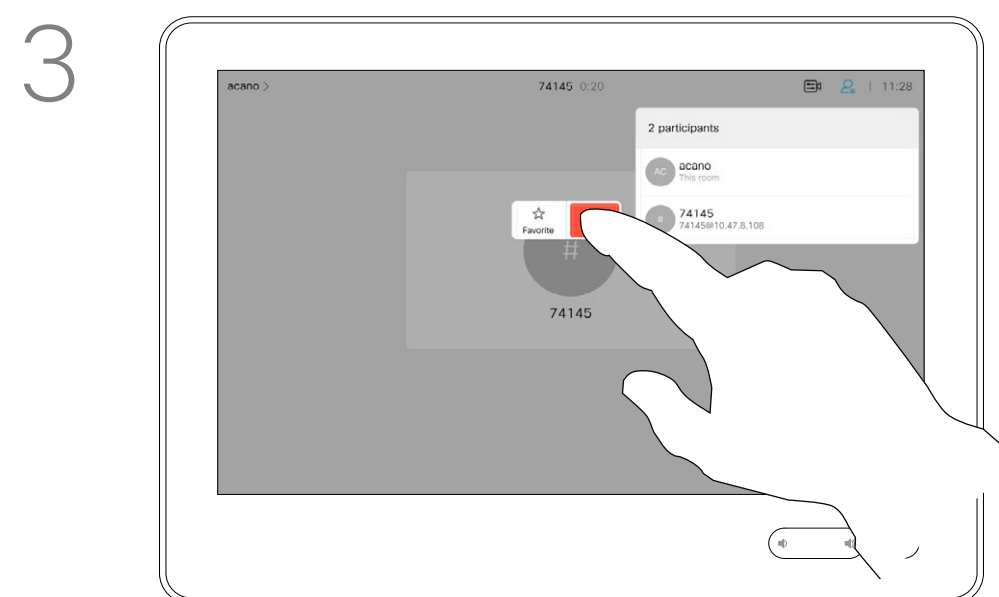 3
acano >
74145 0:20
| 11:28
2 participants
AC
acano
This room
#
74145
74145@10.47.8.108
Favorite
#
74145